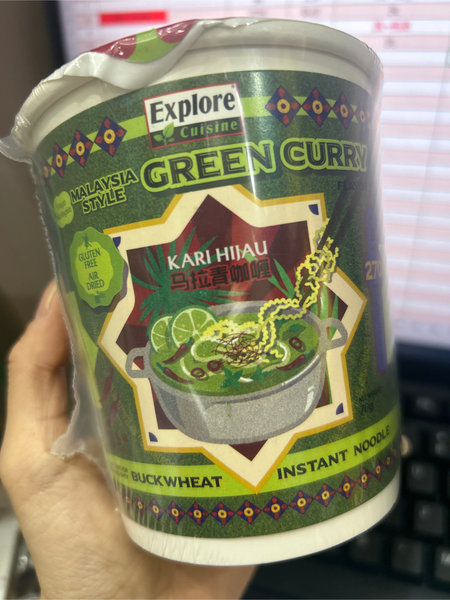 Explore
Cuisine
MALAYSIA
STYLE
GREEN CURRY
GLUTEN
FREE
AIR
DRIED
KARI HIJAU
马拉青咖喱
270
BUCKWHEAT
INSTANT NOODLE